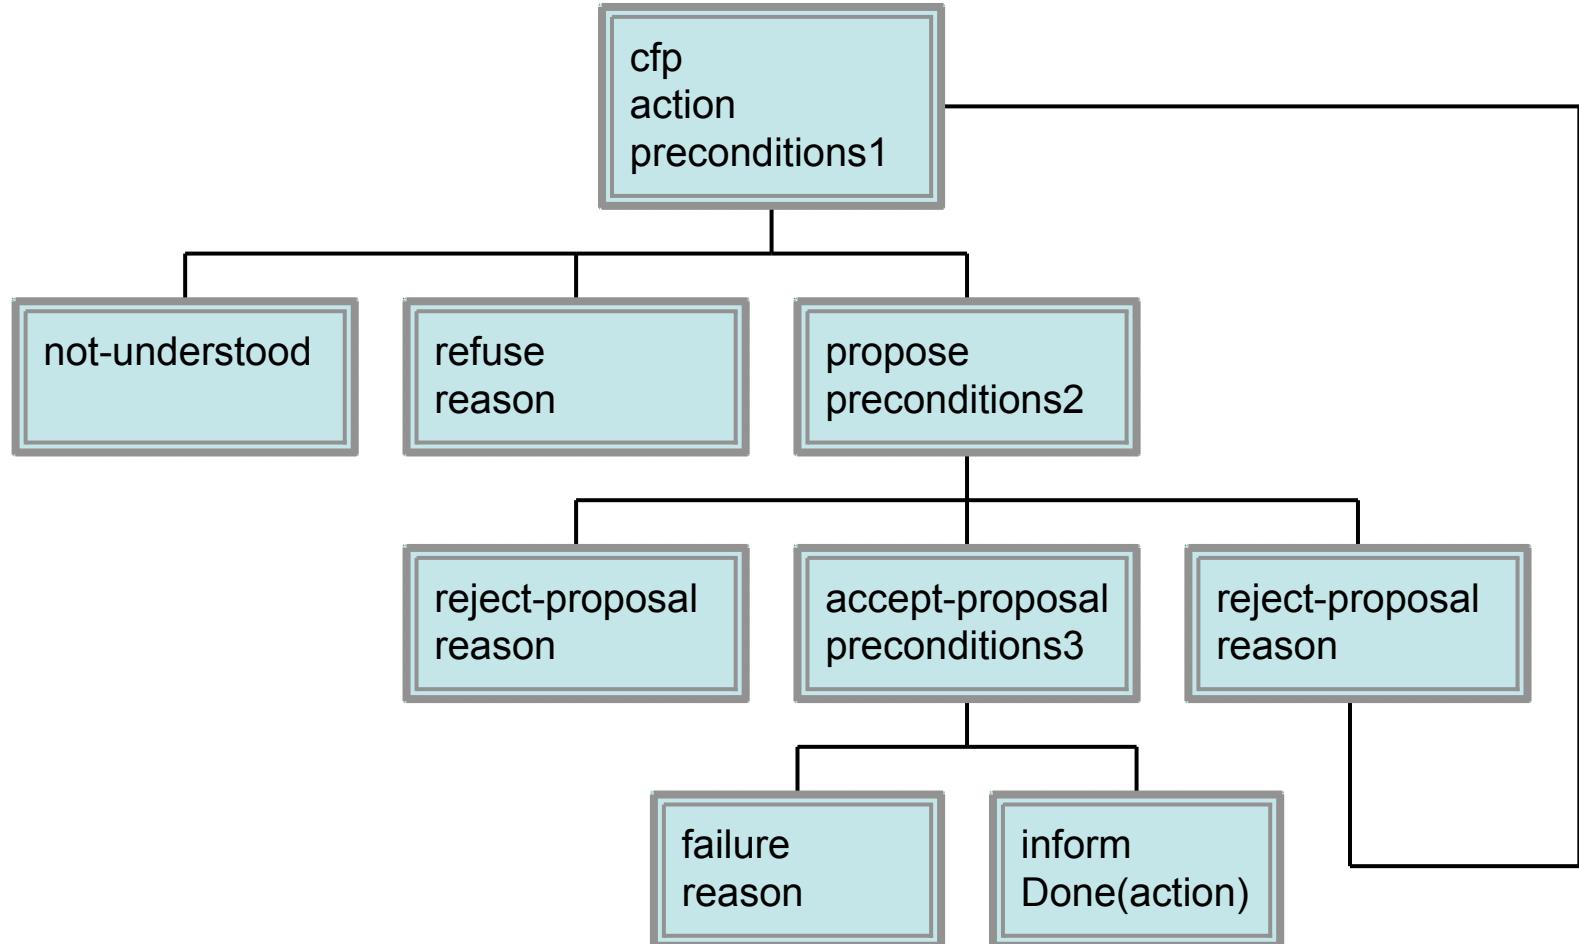 cfp
action
preconditions1
not-understood
refuse
reason
propose
preconditions2
reject-proposal
reason
accept-proposal
preconditions3
reject-proposal
reason
failure
reason
inform
Done(action)